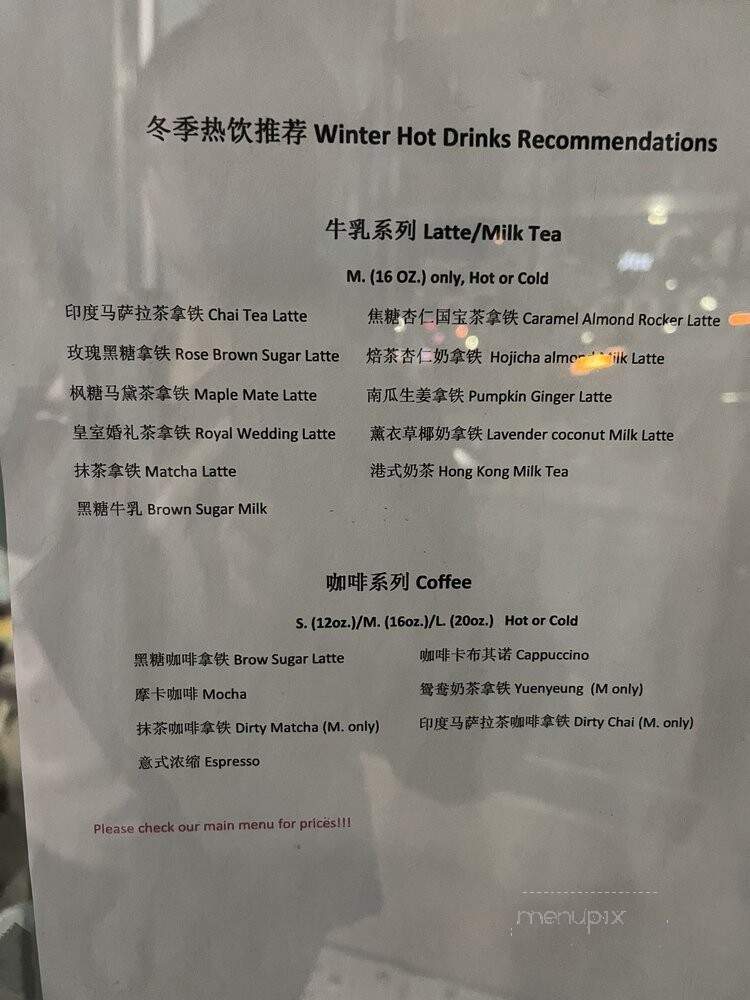 冬季热饮推荐 Winter Hot Drinks Recommendations
牛乳系列 Latte/Milk Tea
M. (16 OZ.) only, Hot or Cold
印度马萨拉茶拿铁 Chai Tea Latte
玫瑰黑糖拿铁 Rose Brown Sugar Latte
枫糖马黛茶拿铁 Maple Mate Latte
皇室婚礼茶拿铁 Royal Wedding Latte
抹茶拿铁 Matcha Latte
黑糖牛乳 Brown Sugar Milk
焦糖杏仁国宝茶拿铁 Caramel Almond Rocker Latte
焙茶杏仁奶拿铁 Hojicha almond Milk Latte
南瓜生姜拿铁 Pumpkin Ginger Latte
薰衣草椰奶拿铁 Lavender coconut Milk Latte
港式奶茶 Hong Kong Milk Tea
咖啡系列 Coffee
S. (12oz.)/M. (16oz.)/L. (20oz.) Hot or Cold
黑糖咖啡拿铁 Brow Sugar Latte
摩卡咖啡 Mocha
抹茶咖啡拿铁 Dirty Matcha (M. only)
意式浓缩 Espresso
咖啡卡布其诺 Cappuccino
鸳鸯奶茶拿铁 Yuenyeung (M only)
印度马萨拉茶咖啡拿铁 Dirty Chai (M. only)
Please check our main menu for prices!!!
menupix